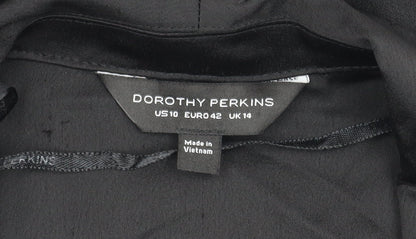 DOROTHY PERKINS
US10 EURO42 UK14
Made in
Vietnam
PERKINS